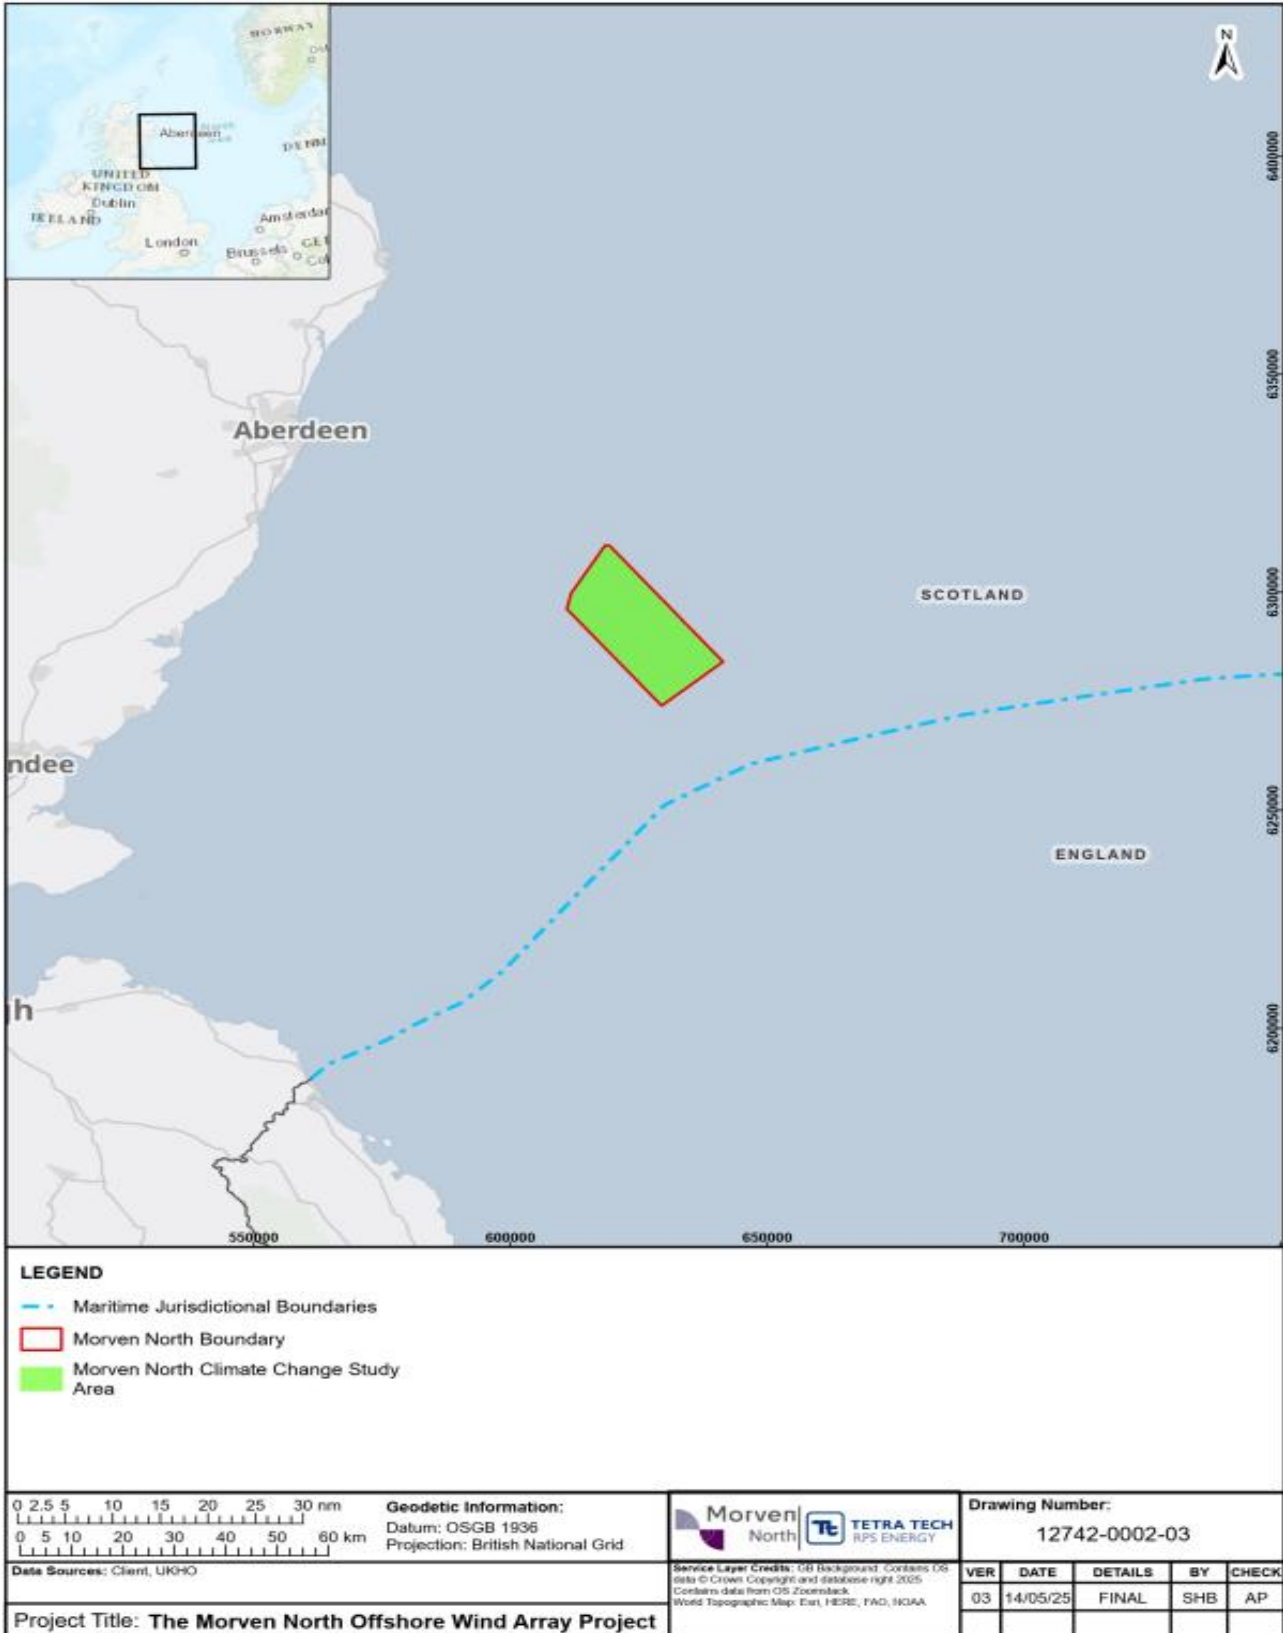 NORWAY
N
Aberdeen
North
DENM
UNITED
KINGDOM
Dublin
IRELAND
Amsterdar
London
Brussels
GEI
6400000
6350000
Aberdeen
6300000
SCOTLAND
ndee
6250000
ENGLAND
h
6200000
550000 600000 650000 700000
LEGEND
Maritime Jurisdictional Boundaries
Morven North Boundary
Morven North Climate Change Study
Area
0 2.5 5 10 15 20 25 30 nm
0 5 10 20 30 40 50 60 km
Geodetic Information:
Datum: OSGB 1936
Projection: British National Grid
Data Sources: Client, UKHO
Project Title: The Morven North Offshore Wind Array Project
Morven
North
Tt TETRA TECH
RPS ENERGY
Service Layer Credits: GB Background: Contains OS
data © Crown Copyright and database right 2025
Contains data from OS Zoomstack
World Topographic Map: Esri, HERE, FAO, NOAA
Drawing Number:
12742-0002-03
VER DATE DETAILS BY CHECK
03 14/05/25 FINAL SHB AP